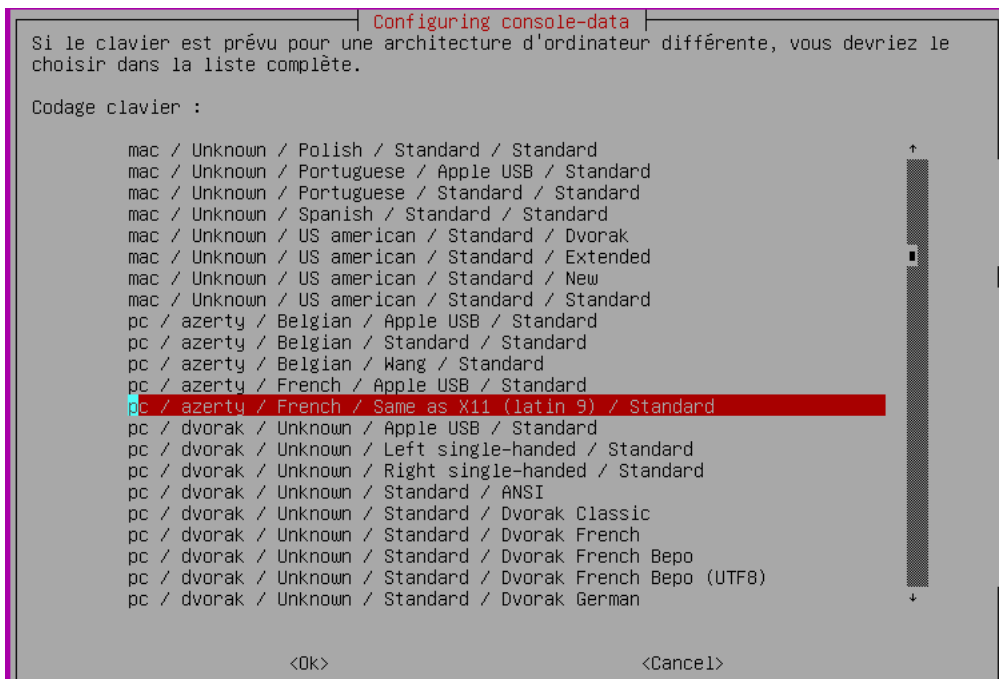 Configuring console-data
Si le clavier est prévu pour une architecture d'ordinateur différente, vous devriez le
choisir dans la liste complète.
Codage clavier :
mac / Unknown / Polish / Standard / Standard
mac / Unknown / Portuguese / Apple USB / Standard
mac / Unknown / Portuguese / Standard / Standard
mac / Unknown / Spanish / Standard / Standard
mac / Unknown / US american / Standard / Dvorak
mac / Unknown / US american / Standard / Extended
mac / Unknown / US american / Standard / New
mac / Unknown / US american / Standard / Standard
pc / azerty / Belgian / Apple USB / Standard
pc / azerty / Belgian / Standard / Standard
pc / azerty / Belgian / Wang / Standard
pc / azerty / French / Apple USB / Standard
pc / azerty / French / Same as X11 (latin 9) / Standard
pc / dvorak / Unknown / Apple USB / Standard
pc / dvorak / Unknown / Left single-handed / Standard
pc / dvorak / Unknown / Right single-handed / Standard
pc / dvorak / Unknown / Standard / ANSI
pc / dvorak / Unknown / Standard / Dvorak Classic
pc / dvorak / Unknown / Standard / Dvorak French
pc / dvorak / Unknown / Standard / Dvorak French Bepo
pc / dvorak / Unknown / Standard / Dvorak French Bepo (UTF8)
pc / dvorak / Unknown / Standard / Dvorak German
<Ok> <Cancel>